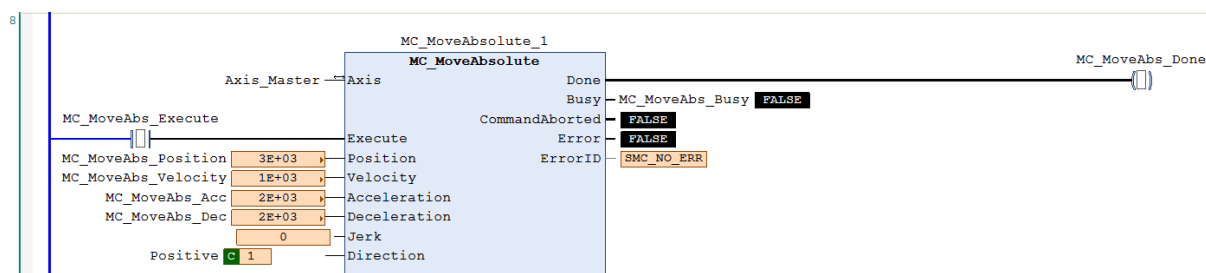 8
MC_MoveAbsolute_1
MC_MoveAbsolute
MC_MoveAbs_Done
Axis_Master Axis Done
Busy MC_MoveAbs_Busy FALSE
MC_MoveAbs_Execute CommandAborted FALSE
Execute Error FALSE
MC_MoveAbs_Position 3E+03 Position ErrorID SMC_NO_ERR
MC_MoveAbs_Velocity 1E+03 Velocity
MC_MoveAbs_Acc 2E+03 Acceleration
MC_MoveAbs_Dec 2E+03 Deceleration
0 Jerk
Positive C 1 Direction